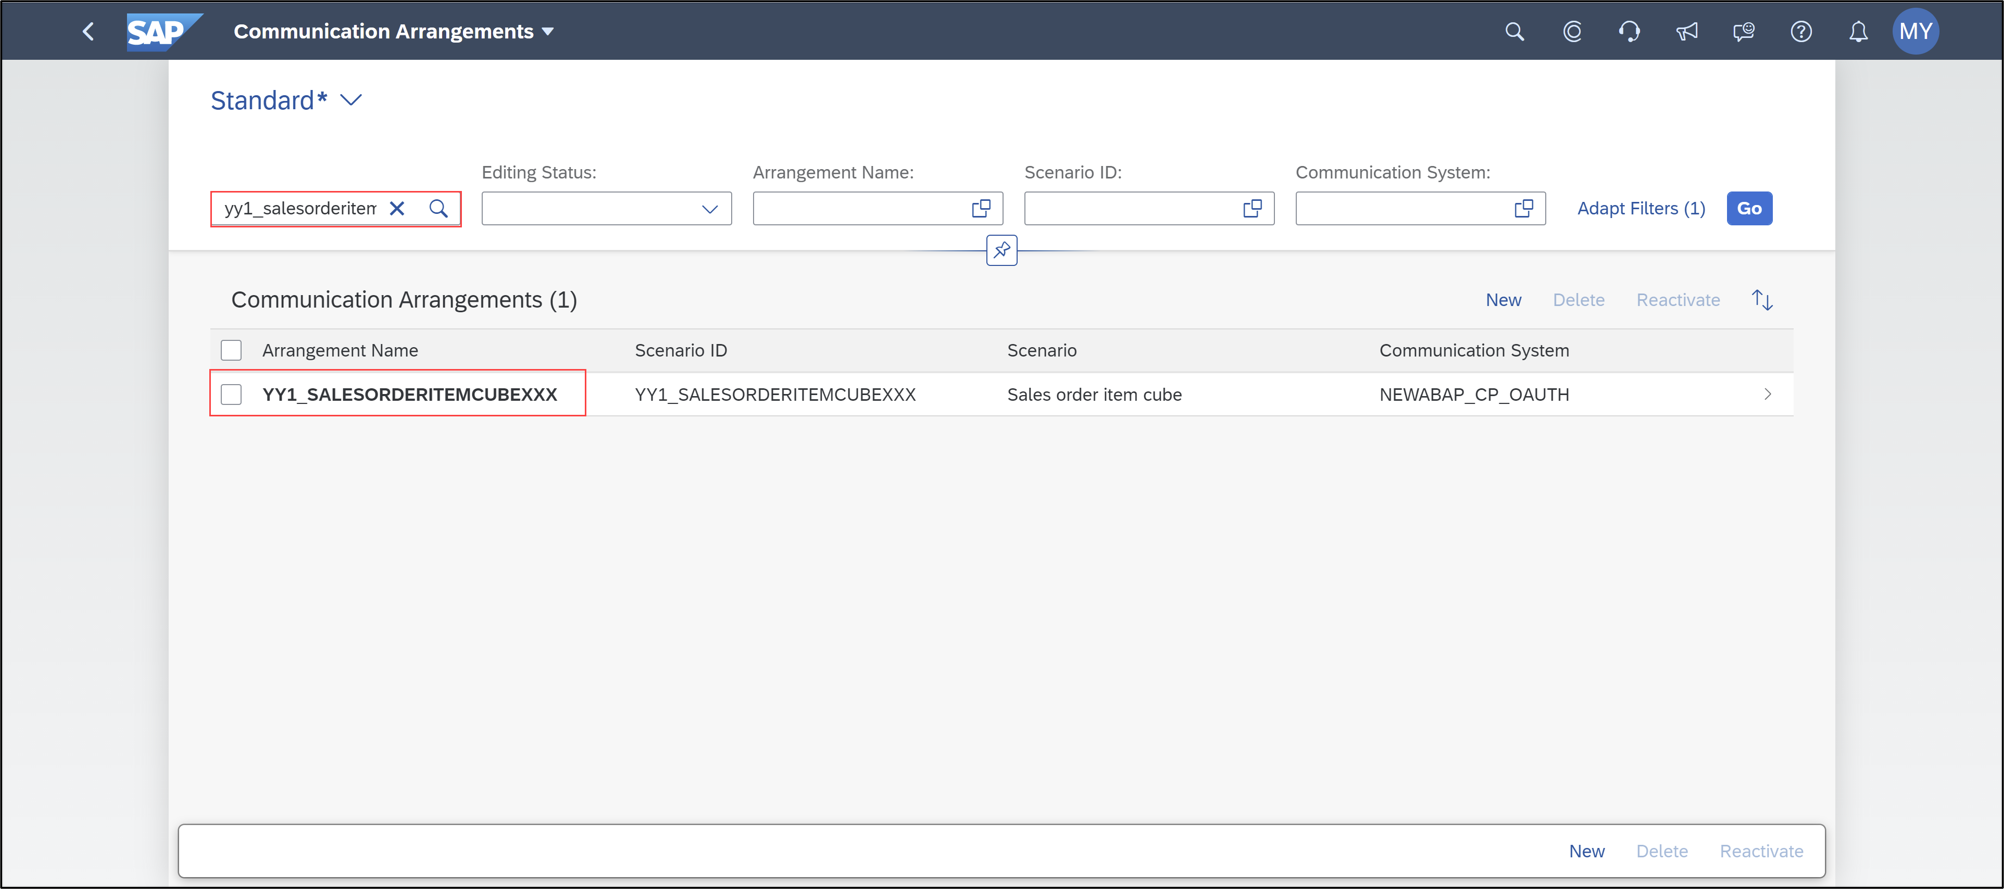 SAP Communication Arrangements MY
Standard*
Editing Status: Arrangement Name: Scenario ID: Communication System:
yy1_salesorderitem Adapt Filters (1) Go
Communication Arrangements (1) New Delete Reactivate
Arrangement Name Scenario ID Scenario Communication System
YY1_SALESORDERITEMCUBEXXX YY1_SALESORDERITEMCUBEXXX Sales order item cube NEWABAP_CP_OAUTH
New Delete Reactivate